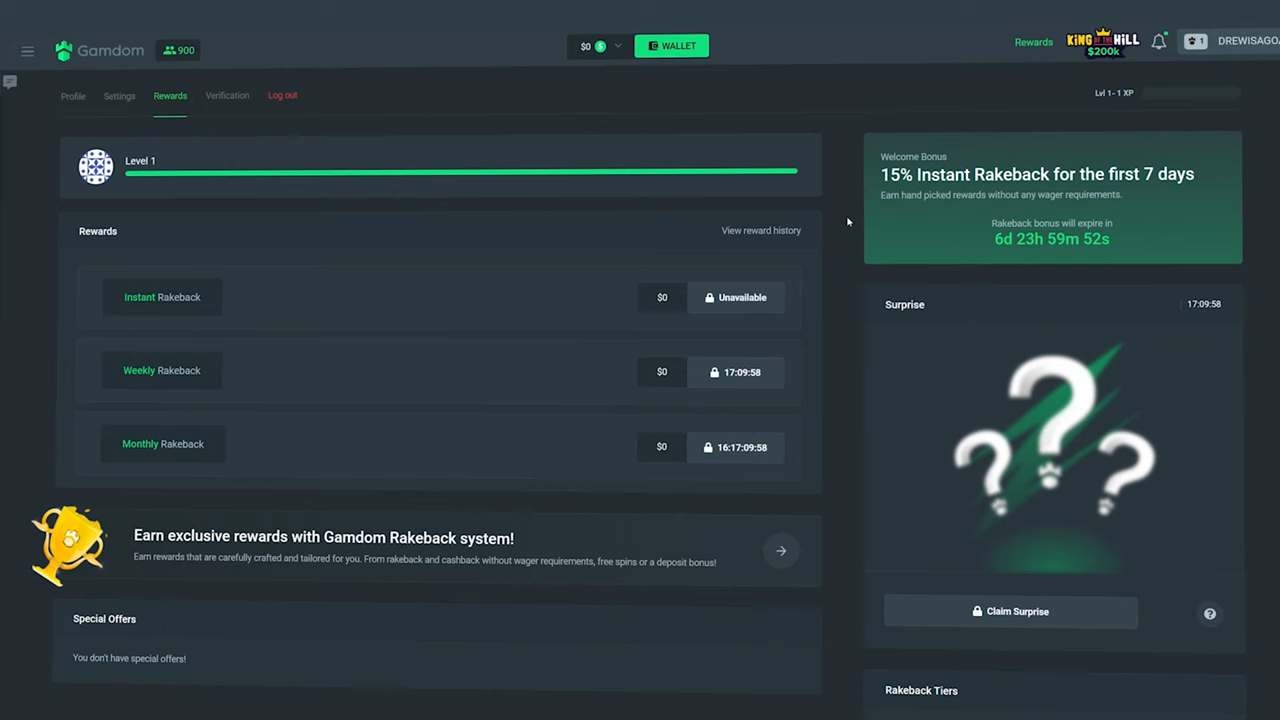 Gamdom
900
$0
WALLET
Rewards
KING OF THE HILL
$200k
1
DREWISAGOA
Profile
Settings
Rewards
Verification
Log out
Lvl 1- 1 XP
Level 1
Welcome Bonus
15% Instant Rakeback for the first 7 days
Earn hand picked rewards without any wager requirements.
Rakeback bonus will expire in
6d 23h 59m 52s
Rewards
View reward history
Instant Rakeback
$0
Unavailable
Weekly Rakeback
$0
17:09:58
Monthly Rakeback
$0
16:17:09:58
Surprise
17:09:58
???
Claim Surprise
?
Earn exclusive rewards with Gamdom Rakeback system!
Earn rewards that are carefully crafted and tailored for you. From rakeback and cashback without wager requirements, free spins or a deposit bonus!
Special Offers
You don't have special offers!
Rakeback Tiers